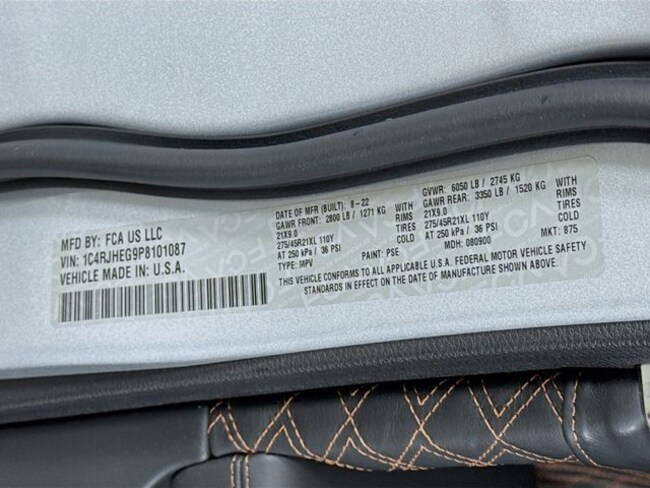 MFD BY: FCA US LLC
VIN: 1C4RJHEG9P8101087
VEHICLE MADE IN: U.S.A.
DATE OF MFR (BUILT): 8-22
GAWR FRONT: 2800 LB / 1271 KG WITH
21X9.0 RIMS
275/45R21XL 110Y TIRES
AT 250 kPa / 36 PSI COLD
TYPE: MPV PAINT: PSE
GVWR: 6050 LB / 2745 KG
GAWR REAR: 3350 LB / 1520 KG WITH
21X9.0 RIMS
275/45R21XL 110Y TIRES
AT 250 kPa / 36 PSI COLD
MDH: 080900 MKT: 875
THIS VEHICLE CONFORMS TO ALL APPLICABLE U.S.A. FEDERAL MOTOR VEHICLE SAFETY
STANDARDS IN EFFECT ON THE DATE OF MANUFACTURE SHOWN ABOVE.